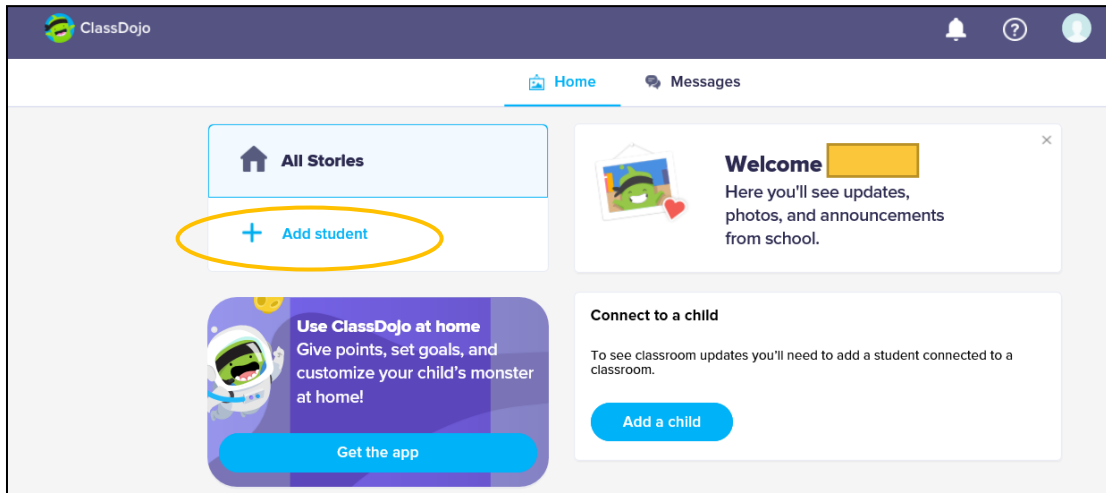 ClassDojo
Home
Messages
All Stories
Add student
Welcome
Here you'll see updates,
photos, and announcements
from school.
Use ClassDojo at home
Give points, set goals, and
customize your child's monster
at home!
Get the app
Connect to a child
To see classroom updates you'll need to add a student connected to a
classroom.
Add a child